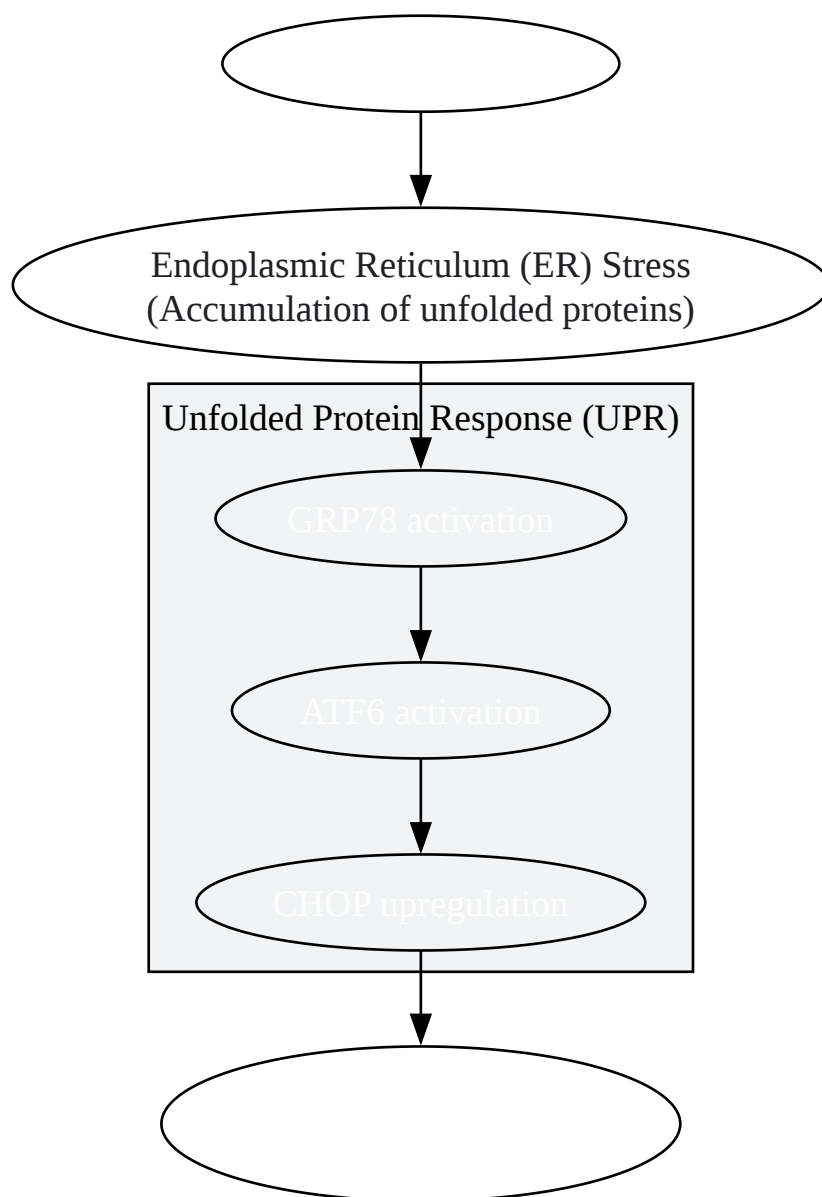 Endoplasmic Reticulum (ER) Stress
(Accumulation of unfolded proteins)
Unfolded Protein Response (UPR)
GRP78 activation
ATF6 activation
CHOP upregulation